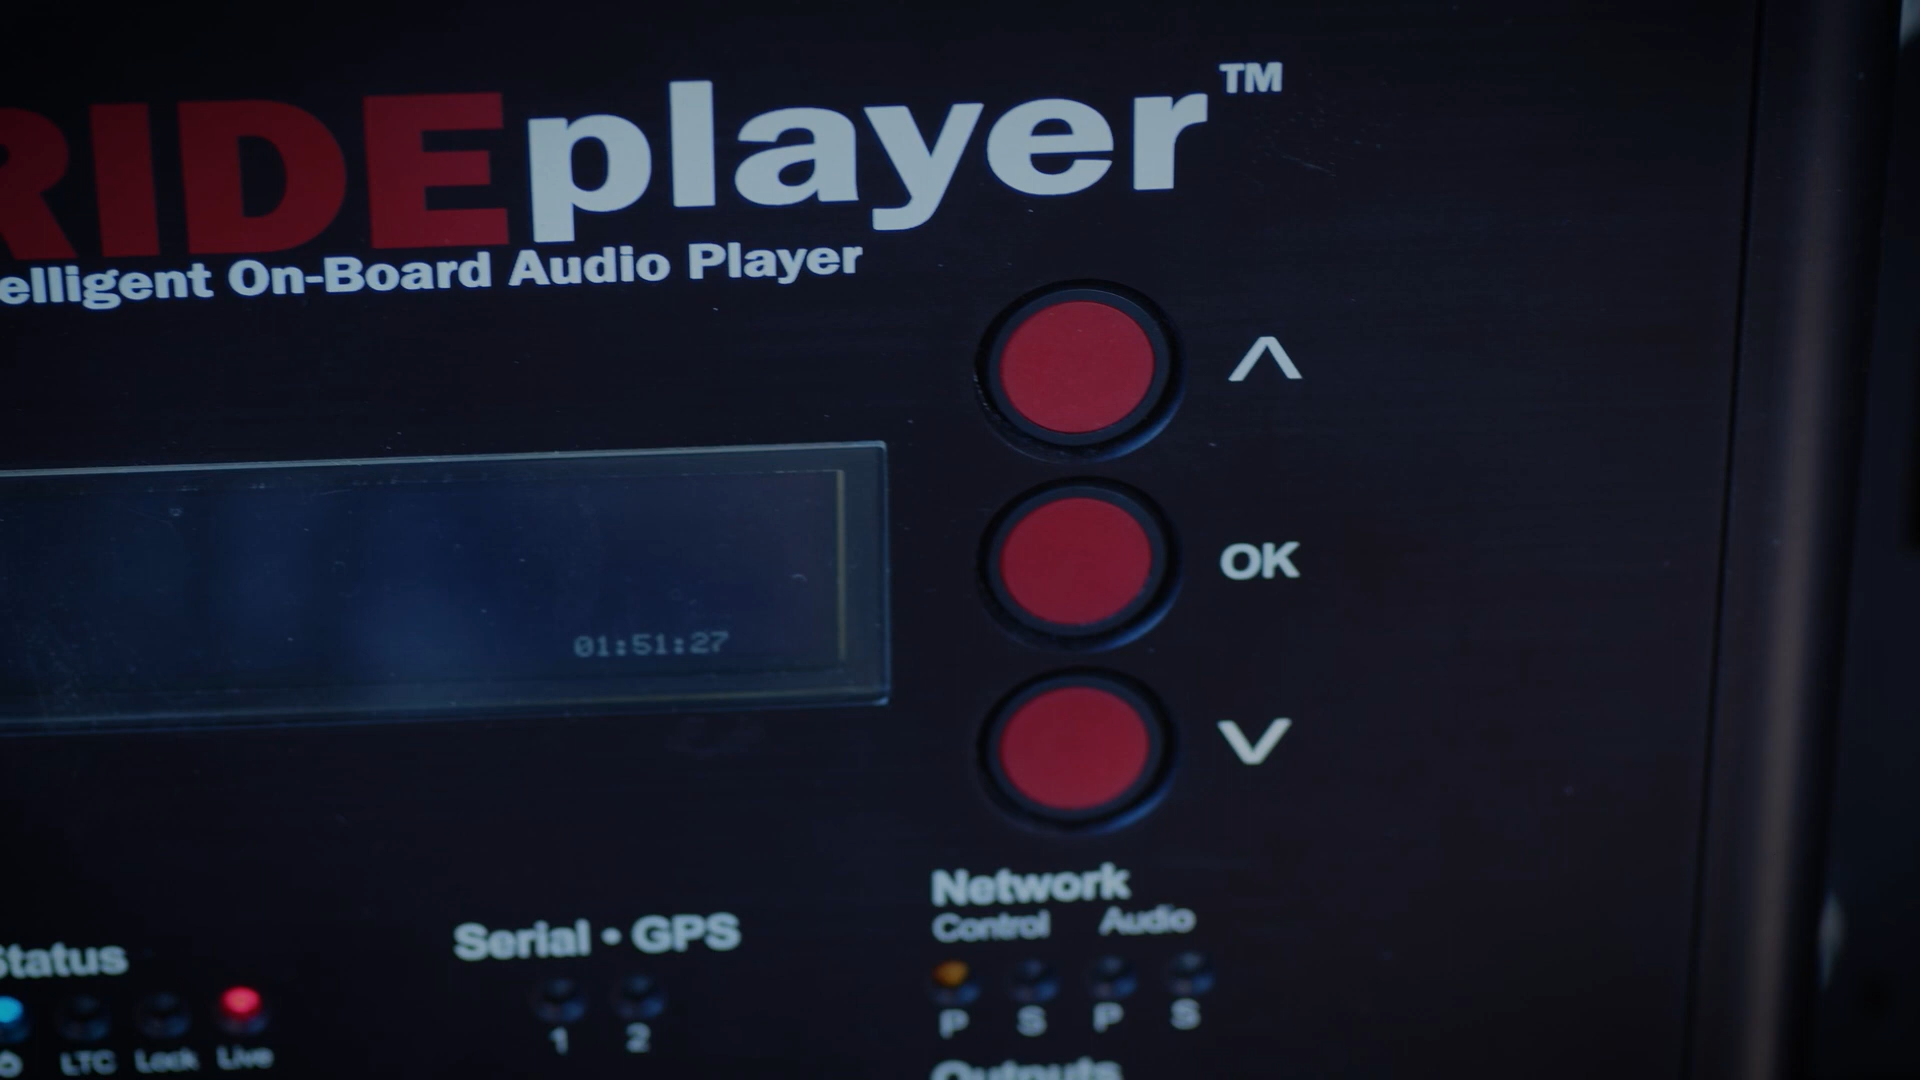 RIDEplayer™
elligent On-Board Audio Player
OK
01:51:27
Network
Control Audio
Serial • GPS
Status
P S P S
1 2
LTC Lock Live
Outputs